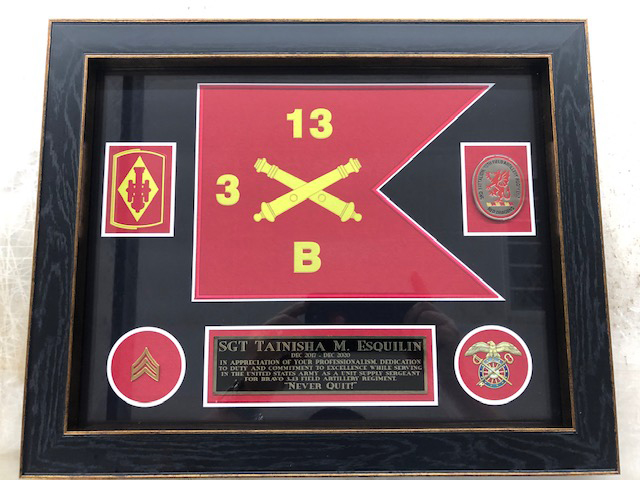 13
3
B
SGT TAINISHA M. ESQUILIN
DEC 2017 - DEC 2020
IN APPRECIATION OF YOUR PROFESSIONALISM, DEDICATION
TO DUTY AND COMMITMENT TO EXCELLENCE WHILE SERVING
IN THE UNITED STATES ARMY AS A UNIT SUPPLY SERGEANT
FOR BRAVO 3-13 FIELD ARTILLERY REGIMENT.
"NEVER QUIT!"